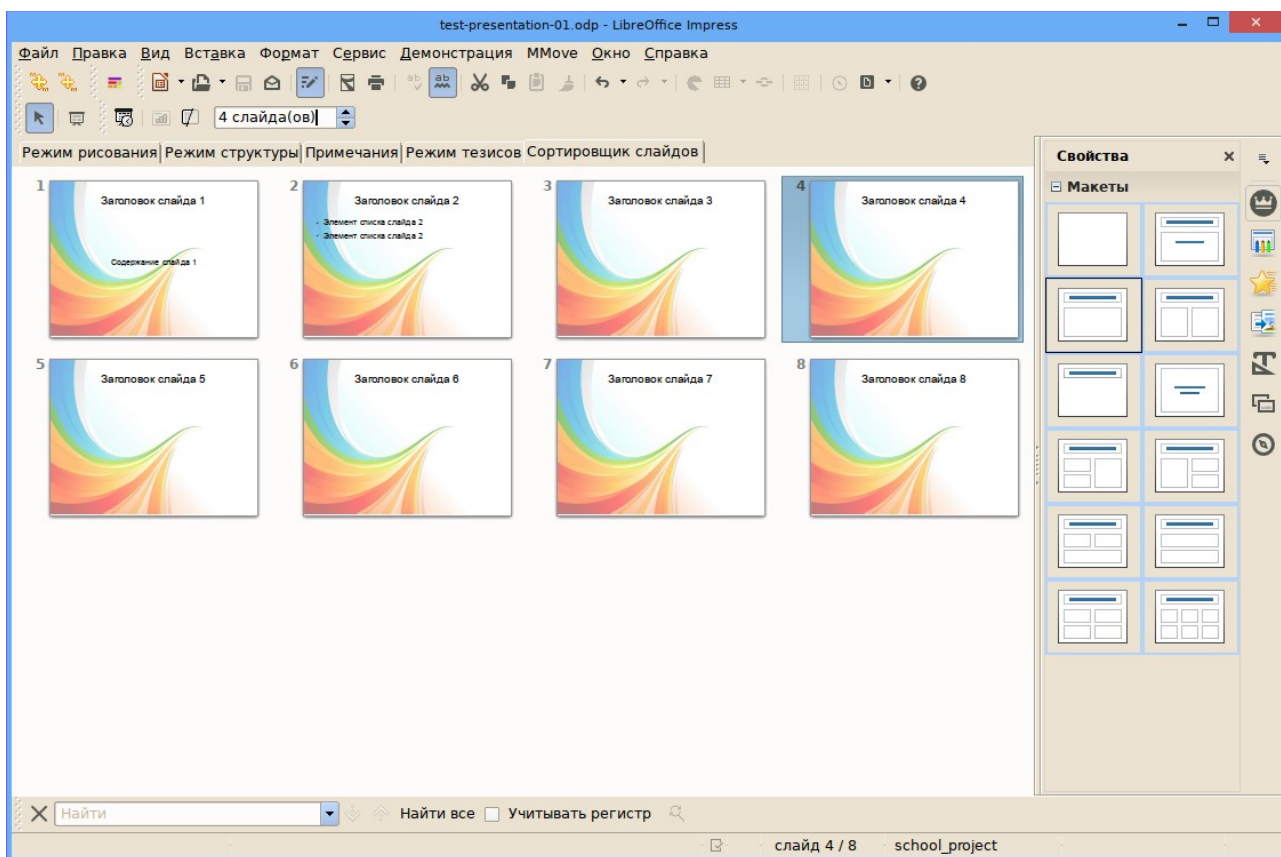 test-presentation-01.odp - LibreOffice Impress
Файл Правка Вид Вставка Формат Сервис Демонстрация MMove Окно Справка
4 слайда(ов)
Режим рисования Режим структуры Примечания Режим тезисов Сортировщик слайдов
Свойства
Макеты
1
Заголовок слайда 1
Содержание слайда 1
2
Заголовок слайда 2
- Элемент списка слайда 2
- Элемент списка слайда 2
3
Заголовок слайда 3
4
Заголовок слайда 4
5
Заголовок слайда 5
6
Заголовок слайда 6
7
Заголовок слайда 7
8
Заголовок слайда 8
Найти
Найти все
Учитывать регистр
слайд 4 / 8
school_project